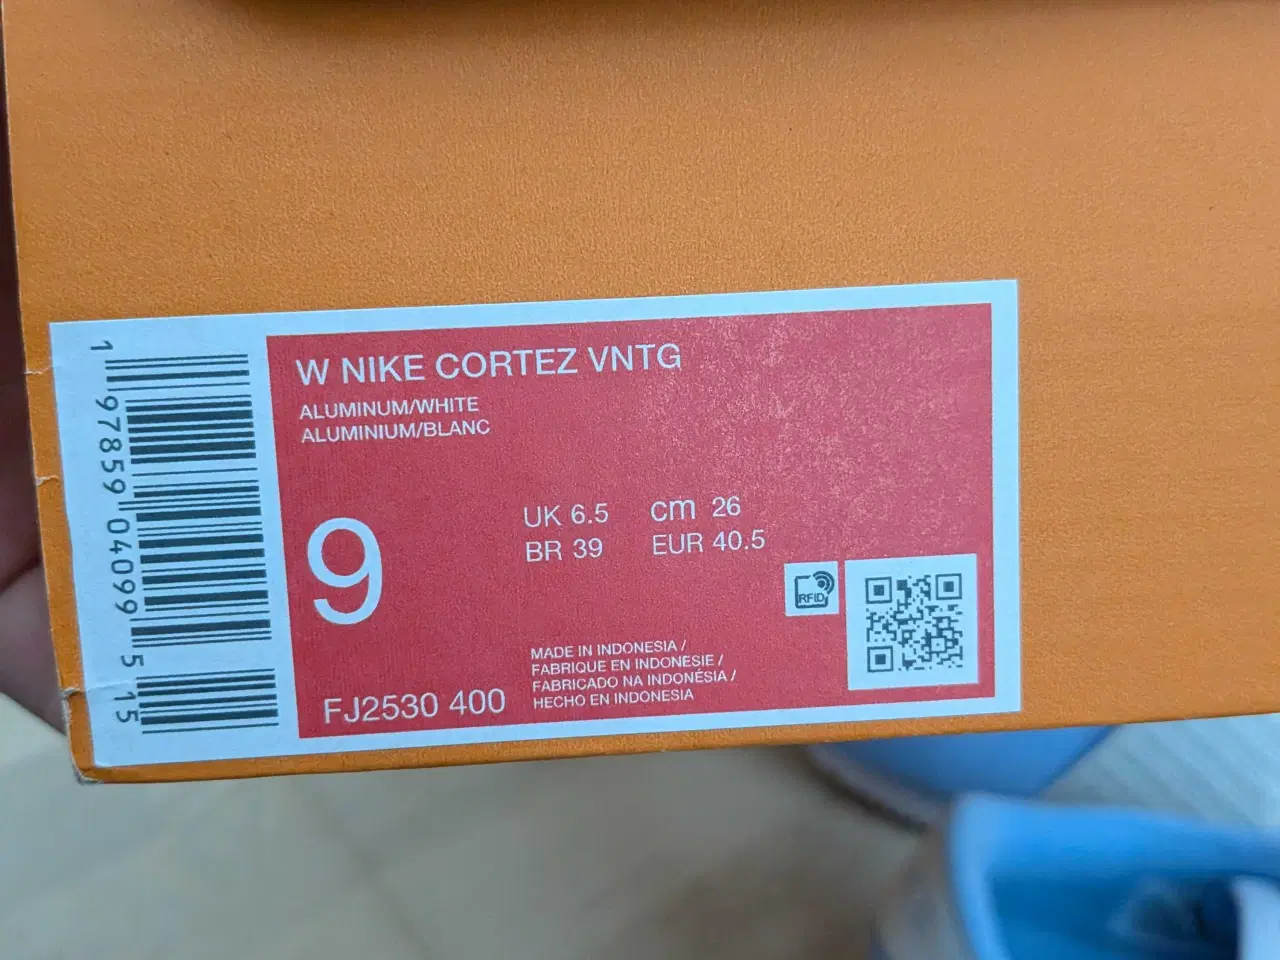 W NIKE CORTEZ VNTG
ALUMINUM/WHITE
ALUMINIUM/BLANC
9
UK 6.5 cm 26
BR 39 EUR 40.5
RFID
MADE IN INDONESIA /
FABRIQUE EN INDONESIE /
FABRICADO NA INDONÉSIA /
HECHO EN INDONESIA
FJ2530 400
1 97859 04099 5 15